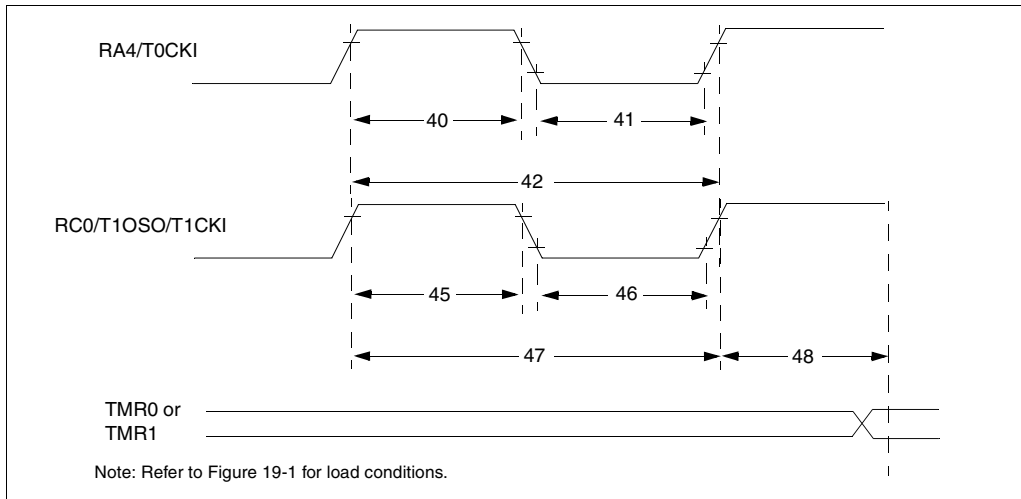 RA4/T0CKI
40
41
42
RC0/T1OSO/T1CKI
45
46
47
48
TMR0 or
TMR1
Note: Refer to Figure 19-1 for load conditions.